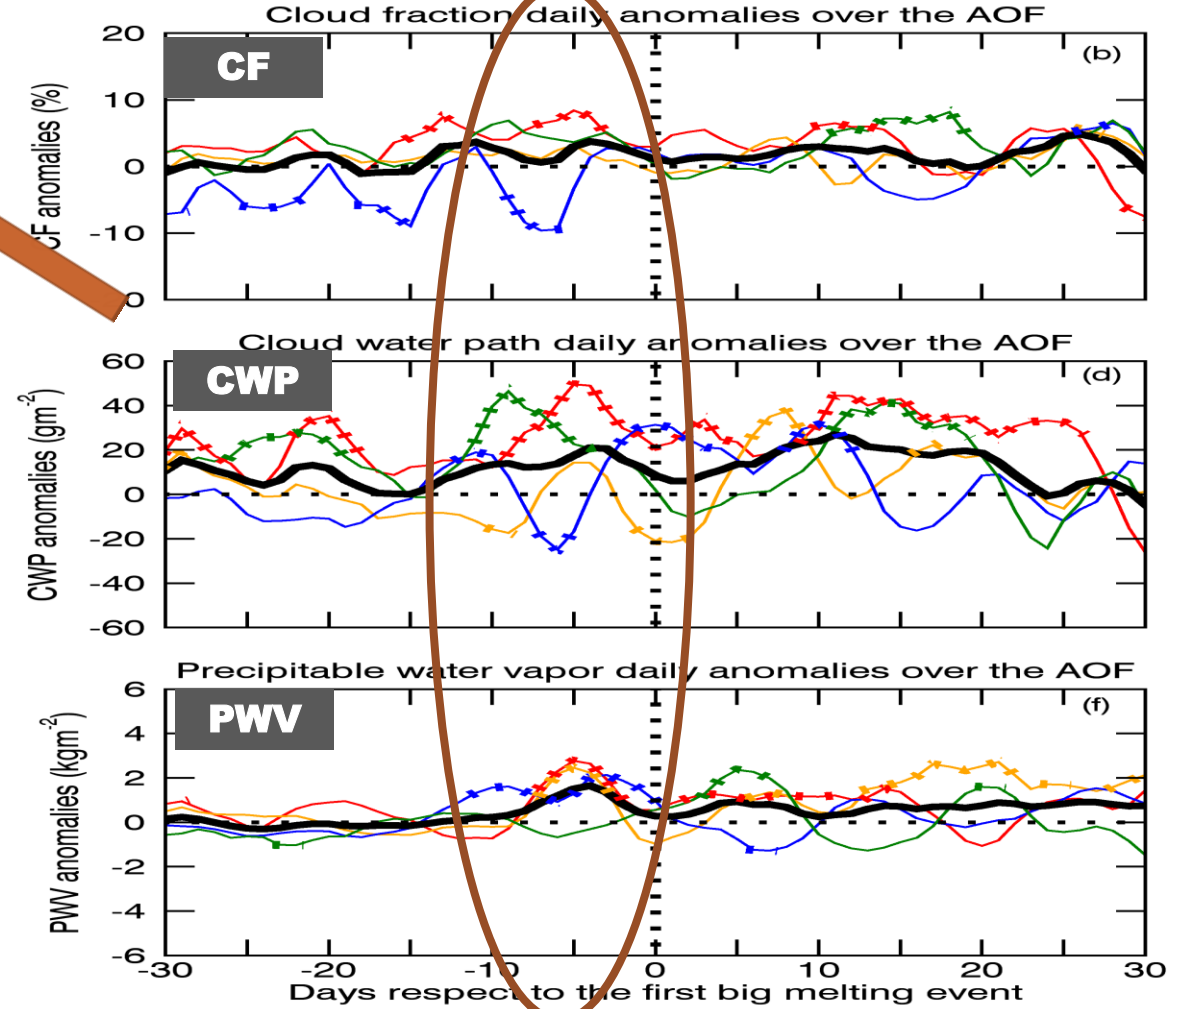 Cloud fraction daily anomalies over the AOF
20
CF
(b)
10
0
-10
0
CF anomalies (%)
Cloud water path daily anomalies over the AOF
60
CWP
(d)
40
20
0
-20
-40
-60
CWP anomalies (gm-2)
Precipitable water vapor daily anomalies over the AOF
6
PWV
(f)
4
2
0
-2
-4
-6
PWV anomalies (kgm-2)
-30 -20 -10 0 10 20 30
Days respect to the first big melting event